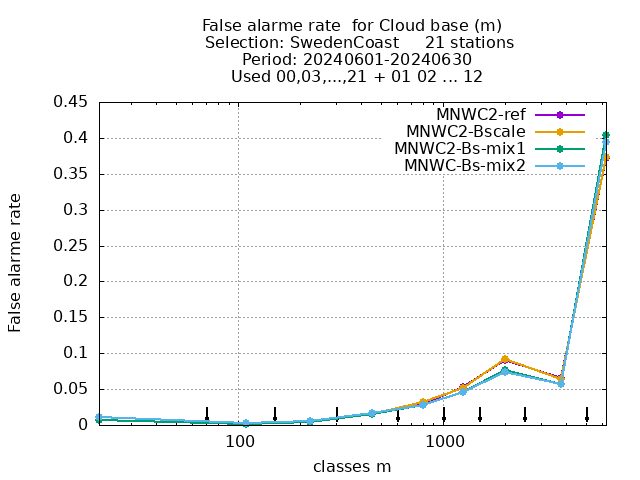 False alarme rate  for Cloud base (m)
Selection: SwedenCoast     21 stations
Period: 20240601-20240630
Used 00,03,...,21 + 01 02 ... 12
MNWC2-ref
MNWC2-Bscale
MNWC2-Bs-mix1
MNWC-Bs-mix2
0.45
0.4
0.35
0.3
0.25
0.2
0.15
0.1
0.05
0
False alarme rate
100
1000
classes m